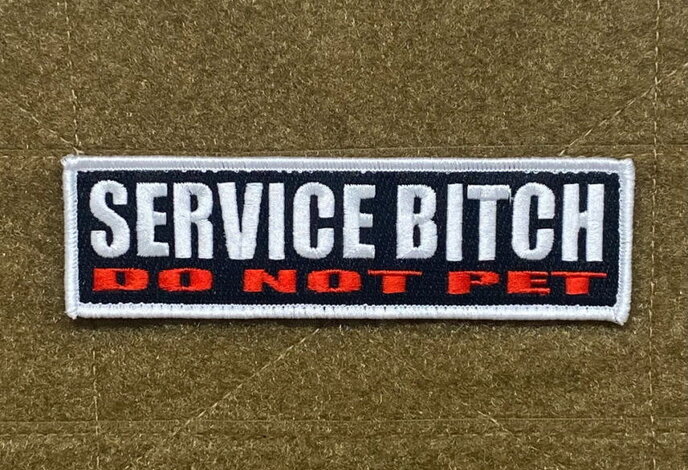 SERVICE BITCH
DO NOT PET